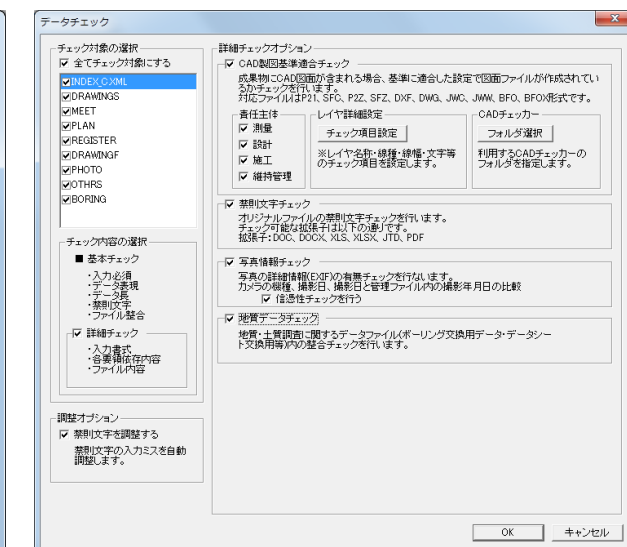 データチェック
チェック対象の選択
全てチェック対象にする
INDEX_C.XML
DRAWINGS
MEET
PLAN
REGISTER
DRAWINGF
PHOTO
OTHRS
BORING
チェック内容の選択
■ 基本チェック
・入力必須
・データ表現
・データ長
・禁則文字
・ファイル整合
詳細チェック
・入力書式
・各要領依存内容
・ファイル内容
調整オプション
禁則文字を調整する
禁則文字の入力ミスを自動
調整します。
詳細チェックオプション
CAD製図基準適合チェック
成果物にCAD図面が含まれる場合、基準に適合した設定で図面ファイルが作成されてい
るかチェックを行います。
対応ファイルはP21、SFC、P2Z、SFZ、DXF、DWG、JWC、JWW、BFO、BFOX形式です。
責任主体
測量
設計
施工
維持管理
レイヤ詳細設定
チェック項目設定
※レイヤ名称・線種・線幅・文字等
のチェック項目を設定します。
CADチェッカー
フォルダ選択
利用するCADチェッカーの
フォルダを指定します。
禁則文字チェック
オリジナルファイルの禁則文字チェックを行います。
チェック可能な拡張子は以下の通りです。
拡張子：DOC、DOCX、XLS、XLSX、JTD、PDF
写真情報チェック
写真の詳細情報(EXIF)の有無チェックを行ないます。
カメラの機種、撮影日、撮影日と管理ファイル内の撮影年月日の比較
信憑性チェックを行う
地質データチェック
地質・土質調査に関するデータファイル(ボーリング交換用データ・データシー
ト交換用等)内の整合チェックを行います。
OK
キャンセル